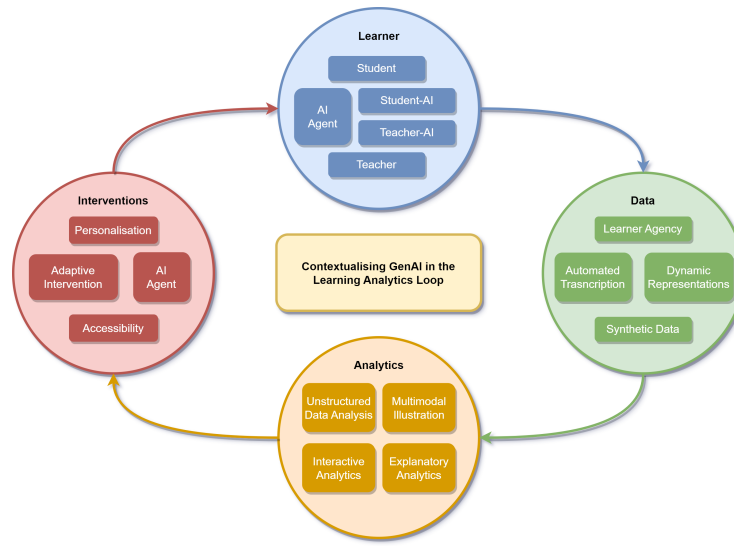 Learner
Student
AI
Agent
Student-AI
Teacher-AI
Teacher
Interventions
Personalisation
Adaptive
Intervention
AI
Agent
Accessibility
Contextualising GenAI in the
Learning Analytics Loop
Data
Learner Agency
Automated
Trasncription
Dynamic
Representations
Synthetic Data
Analytics
Unstructured
Data Analysis
Multimodal
Illustration
Interactive
Analytics
Explanatory
Analytics